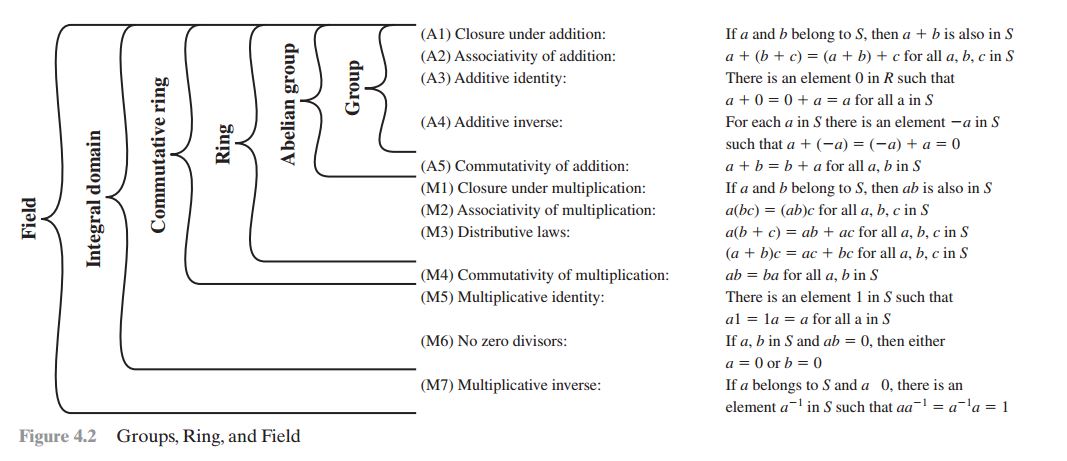 Field
Integral domain
Commutative ring
Ring
Abelian group
Group
(A1) Closure under addition: If a and b belong to S, then a + b is also in S
(A2) Associativity of addition: a + (b + c) = (a + b) + c for all a, b, c in S
(A3) Additive identity: There is an element 0 in R such that
a + 0 = 0 + a = a for all a in S
(A4) Additive inverse: For each a in S there is an element −a in S
such that a + (−a) = (−a) + a = 0
(A5) Commutativity of addition: a + b = b + a for all a, b in S
(M1) Closure under multiplication: If a and b belong to S, then ab is also in S
(M2) Associativity of multiplication: a(bc) = (ab)c for all a, b, c in S
(M3) Distributive laws: a(b + c) = ab + ac for all a, b, c in S
(a + b)c = ac + bc for all a, b, c in S
(M4) Commutativity of multiplication: ab = ba for all a, b in S
(M5) Multiplicative identity: There is an element 1 in S such that
a1 = 1a = a for all a in S
(M6) No zero divisors: If a, b in S and ab = 0, then either
a = 0 or b = 0
(M7) Multiplicative inverse: If a belongs to S and a 0, there is an
element a⁻¹ in S such that aa⁻¹ = a⁻¹a = 1
Figure 4.2 Groups, Ring, and Field